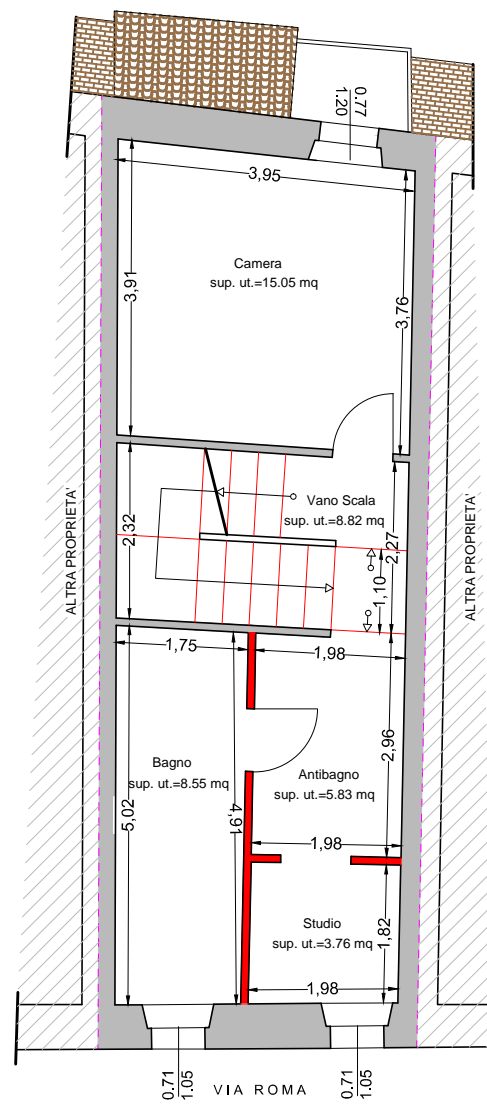 0.77
1.20
3,95
3,91
3,76
Camera
sup. ut.=15.05 mq
ALTRA PROPRIETA'
ALTRA PROPRIETA'
2,32
Vano Scala
sup. ut.=8.82 mq
2,27
1,10
1,75
1,98
2,96
Bagno
sup. ut.=8.55 mq
Antibagno
sup. ut.=5.83 mq
5,02
4,91
1,98
Studio
sup. ut.=3.76 mq
1,82
1,98
0.71
1.05
VIA ROMA
0.71
1.05